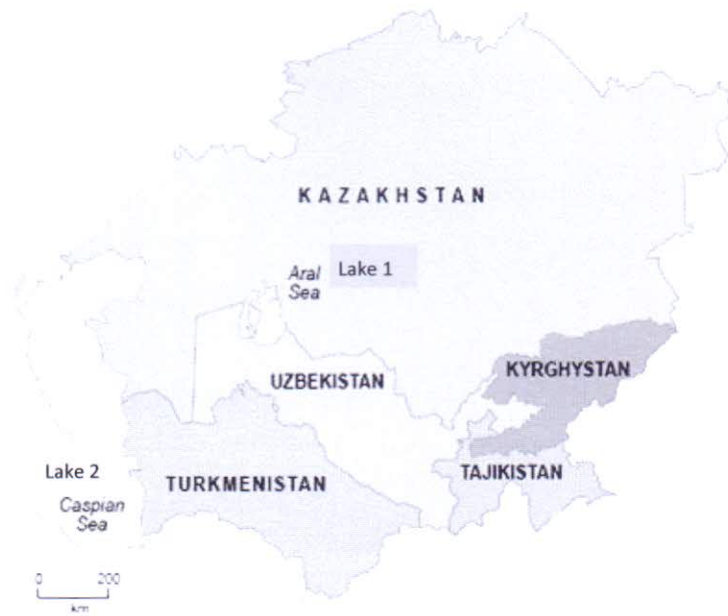 KAZAKHSTAN
Aral
Sea
Lake 1
UZBEKISTAN
KYRGHYSTAN
Lake 2
Caspian
Sea
TURKMENISTAN
TAJIKISTAN
0 200
km